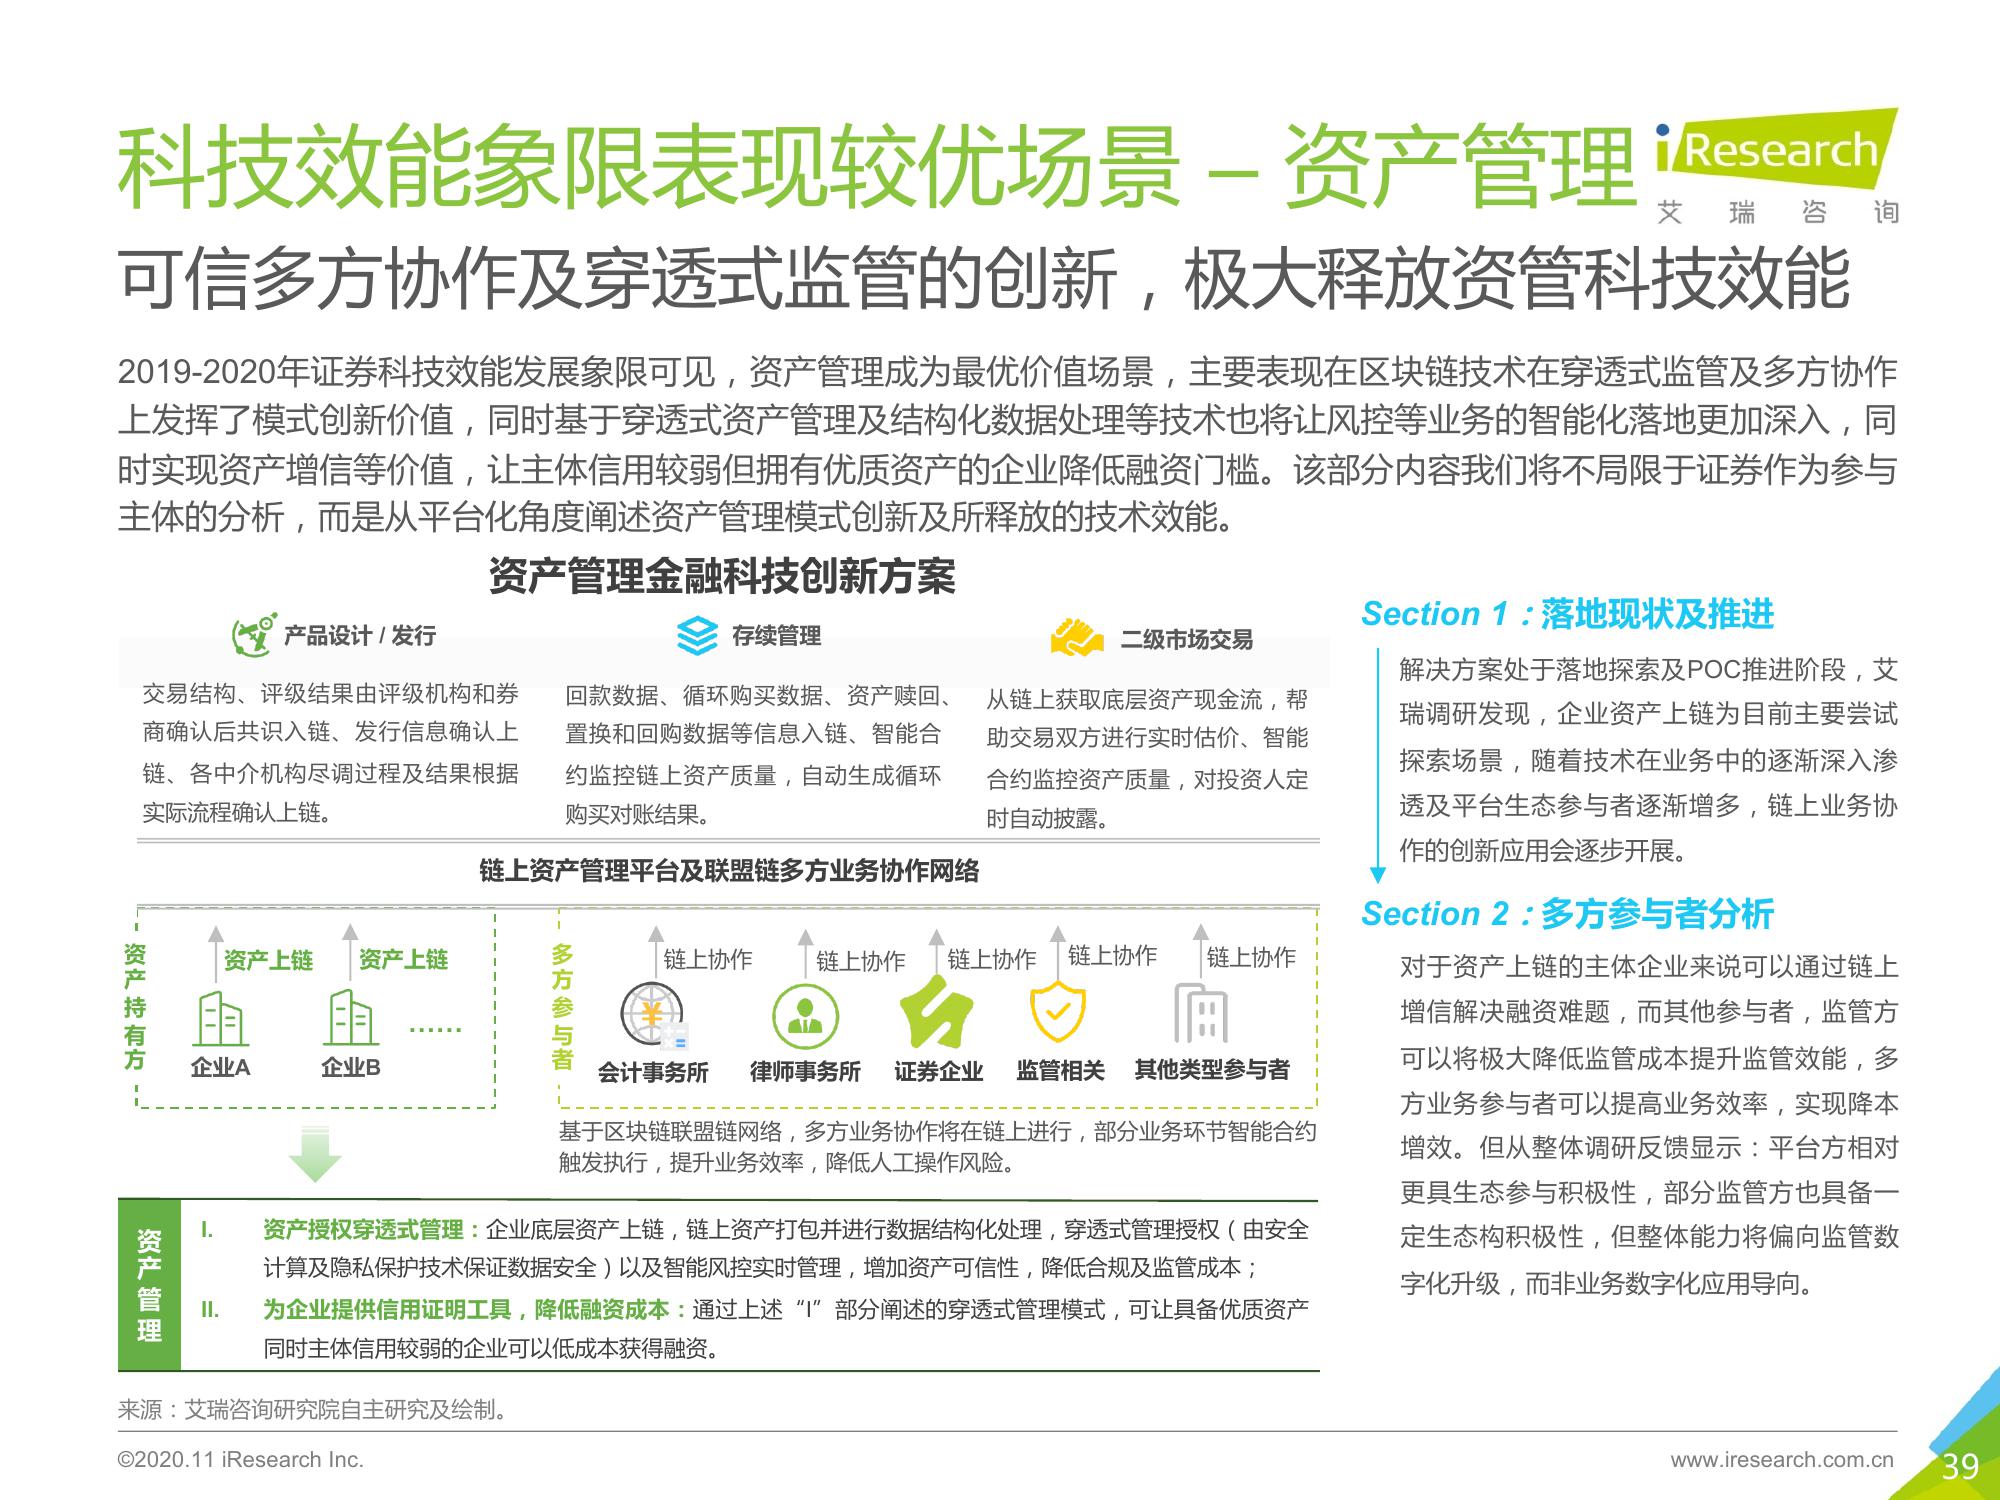 科技效能象限表现较优场景 – 资产管理
iResearch
艾瑞咨询
可信多方协作及穿透式监管的创新，极大释放资管科技效能
2019-2020年证券科技效能发展象限可见，资产管理成为最优价值场景，主要表现在区块链技术在穿透式监管及多方协作
上发挥了模式创新价值，同时基于穿透式资产管理及结构化数据处理等技术也将让风控等业务的智能化落地更加深入，同
时实现资产增信等价值，让主体信用较弱但拥有优质资产的企业降低融资门槛。该部分内容我们将不局限于证券作为参与
主体的分析，而是从平台化角度阐述资产管理模式创新及所释放的技术效能。
资产管理金融科技创新方案
产品设计 / 发行
交易结构、评级结果由评级机构和券
商确认后共识入链、发行信息确认上
链、各中介机构尽调过程及结果根据
实际流程确认上链。
存续管理
回款数据、循环购买数据、资产赎回、
置换和回购数据等信息入链、智能合
约监控链上资产质量，自动生成循环
购买对账结果。
二级市场交易
从链上获取底层资产现金流，帮
助交易双方进行实时估价、智能
合约监控资产质量，对投资人定
时自动披露。
链上资产管理平台及联盟链多方业务协作网络
资产持有方
资产上链
资产上链
企业A
企业B
······
多方参与者
链上协作
链上协作
链上协作
链上协作
链上协作
会计事务所
律师事务所
证券企业
监管相关
其他类型参与者
基于区块链联盟链网络，多方业务协作将在链上进行，部分业务环节智能合约
触发执行，提升业务效率，降低人工操作风险。
资产管理
I. 资产授权穿透式管理：企业底层资产上链，链上资产打包并进行数据结构化处理，穿透式管理授权（由安全
计算及隐私保护技术保证数据安全）以及智能风控实时管理，增加资产可信性，降低合规及监管成本；
II. 为企业提供信用证明工具，降低融资成本：通过上述“I”部分阐述的穿透式管理模式，可让具备优质资产
同时主体信用较弱的企业可以低成本获得融资。
Section 1：落地现状及推进
解决方案处于落地探索及POC推进阶段，艾
瑞调研发现，企业资产上链为目前主要尝试
探索场景，随着技术在业务中的逐渐深入渗
透及平台生态参与者逐渐增多，链上业务协
作的创新应用会逐步开展。
Section 2：多方参与者分析
对于资产上链的主体企业来说可以通过链上
增信解决融资难题，而其他参与者，监管方
可以将极大降低监管成本提升监管效能，多
方业务参与者可以提高业务效率，实现降本
增效。但从整体调研反馈显示：平台方相对
更具生态参与积极性，部分监管方也具备一
定生态构积极性，但整体能力将偏向监管数
字化升级，而非业务数字化应用导向。
来源：艾瑞咨询研究院自主研究及绘制。
©2020.11 iResearch Inc.
www.iresearch.com.cn
39